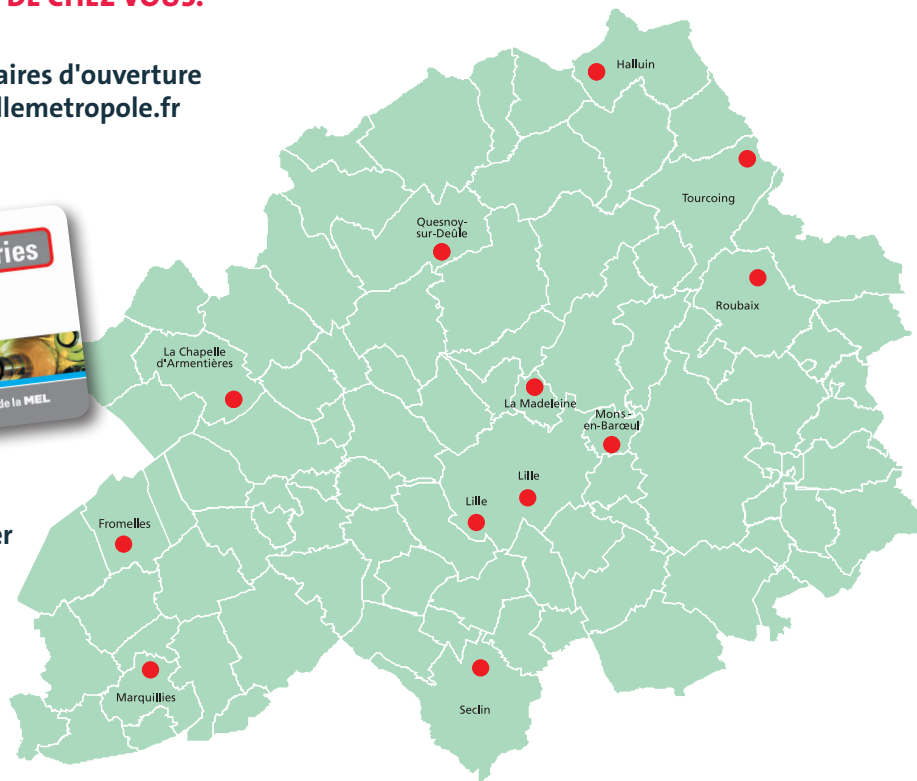 DE CHEZ VOUS.
aires d'ouverture
llemetropole.fr
ries
de la MEL
er
Halluin
Tourcoing
Quesnoy-
sur-Deûle
Roubaix
La Chapelle
d'Armentières
La Madeleine
Mons-
en-Barœul
Lille
Lille
Fromelles
Marquillies
Seclin